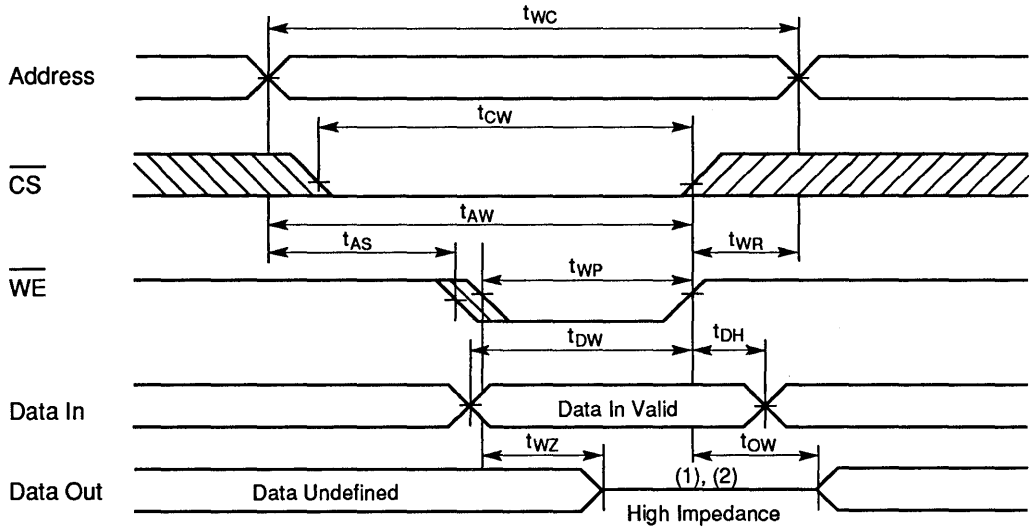 tWC
Address
tCW
CS
tAW
tAS
tWR
WE
tWP
tDW
tDH
Data In
Data In Valid
tWZ
tOW
Data Out
Data Undefined
(1), (2)
High Impedance